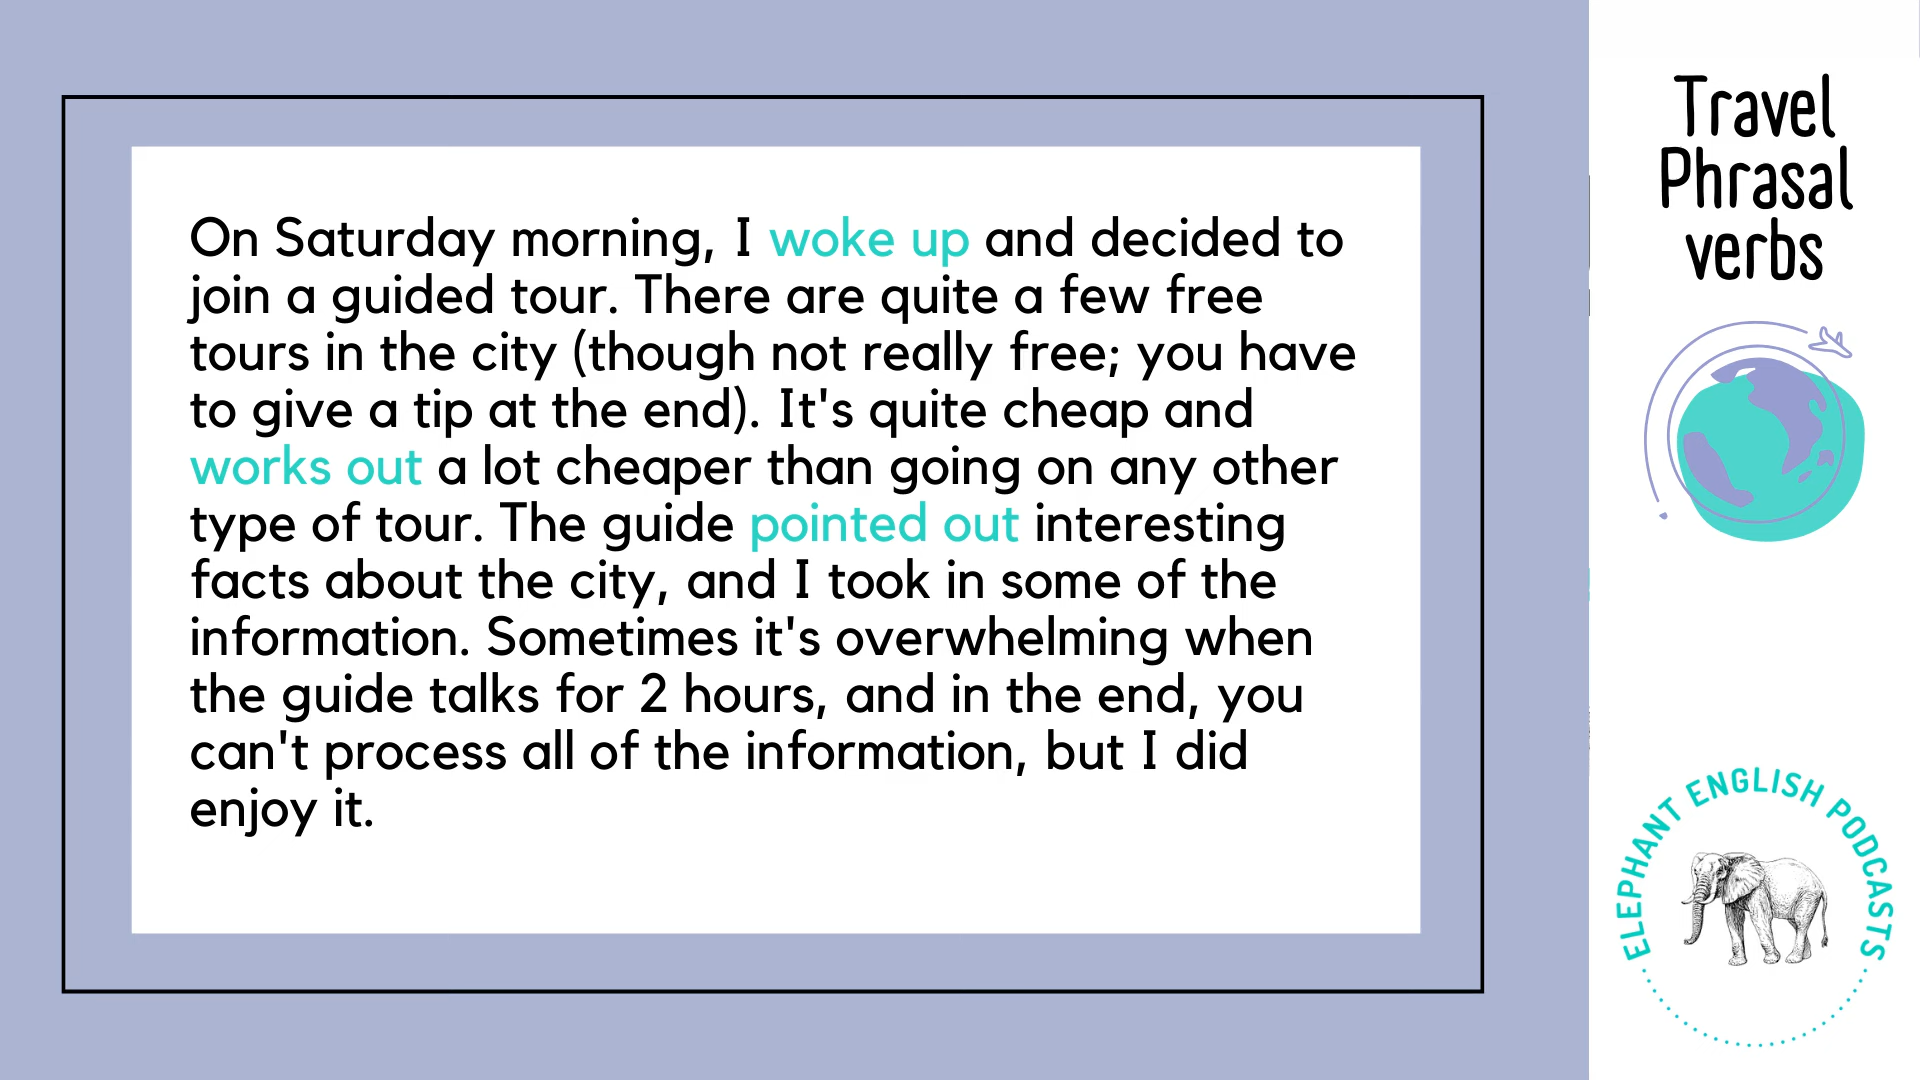 On Saturday morning, I woke up and decided to
join a guided tour. There are quite a few free
tours in the city (though not really free; you have
to give a tip at the end). It's quite cheap and
works out a lot cheaper than going on any other
type of tour. The guide pointed out interesting
facts about the city, and I took in some of the
information. Sometimes it's overwhelming when
the guide talks for 2 hours, and in the end, you
can't process all of the information, but I did
enjoy it.
Travel
Phrasal
verbs
ELEPHANT ENGLISH PODCASTS